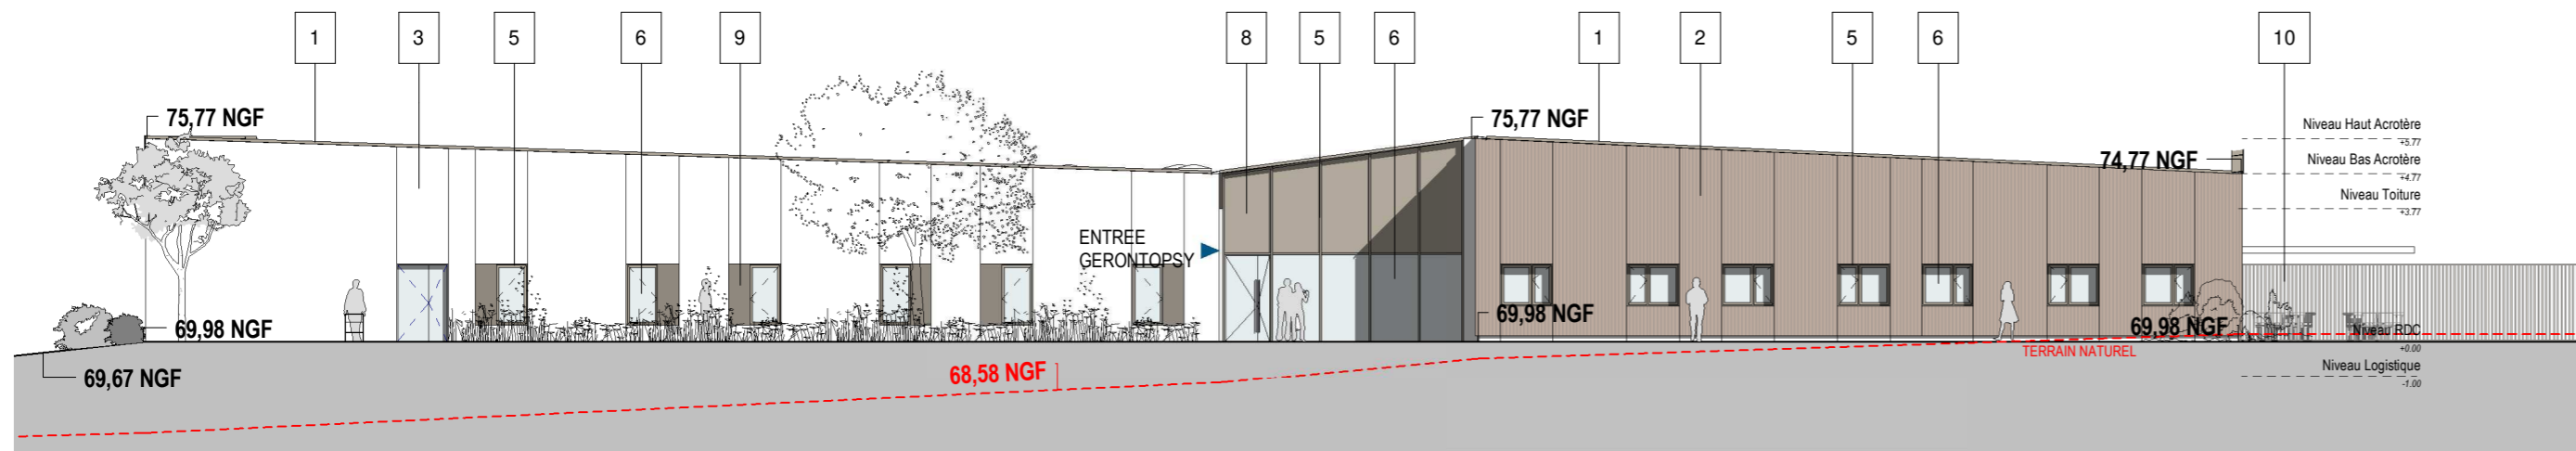 1
3
5
6
9
8
5
6
1
2
5
6
10
75,77 NGF
75,77 NGF
74,77 NGF
Niveau Haut Acrotère
+5.77
Niveau Bas Acrotère
+4.77
Niveau Toiture
+3.77
ENTREE
GERONTOPSY
69,98 NGF
69,98 NGF
69,98 NGF
Niveau RDC
+0.00
TERRAIN NATUREL
Niveau Logistique
-1.00
69,67 NGF
68,58 NGF